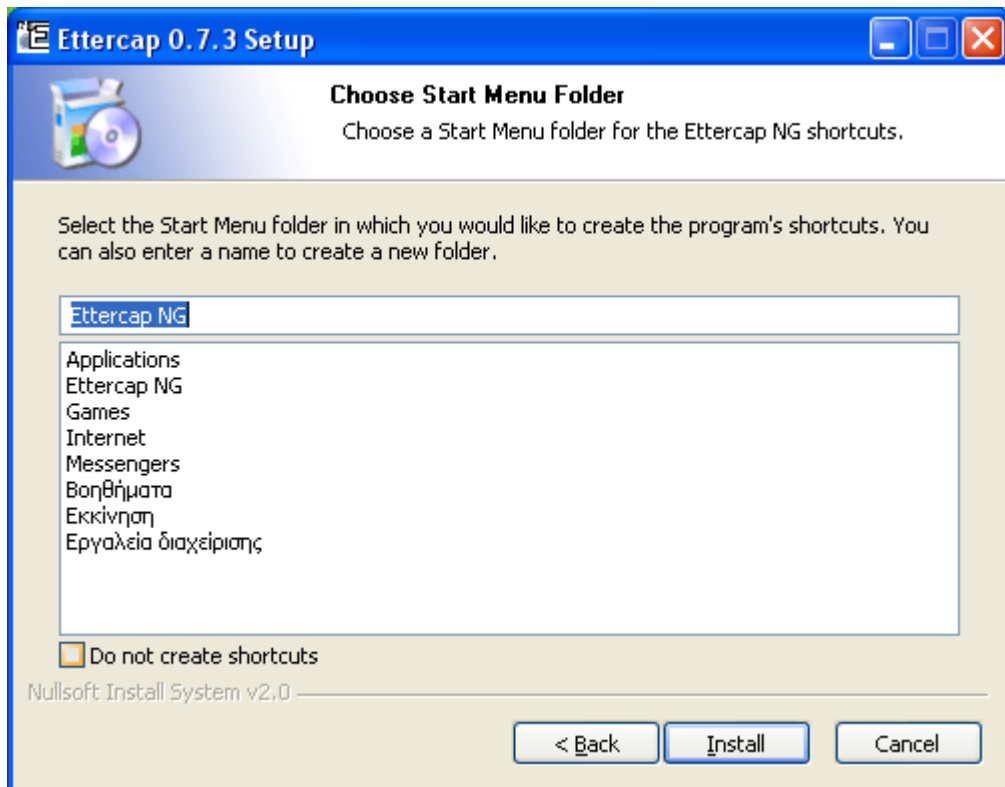 Ettercap 0.7.3 Setup
Choose Start Menu Folder
Choose a Start Menu folder for the Ettercap NG shortcuts.
Select the Start Menu folder in which you would like to create the program's shortcuts. You
can also enter a name to create a new folder.
Ettercap NG
Applications
Ettercap NG
Games
Internet
Messengers
Βοηθήματα
Εκκίνηση
Εργαλεία διαχείρισης
Do not create shortcuts
Nullsoft Install System v2.0
< Back Install Cancel